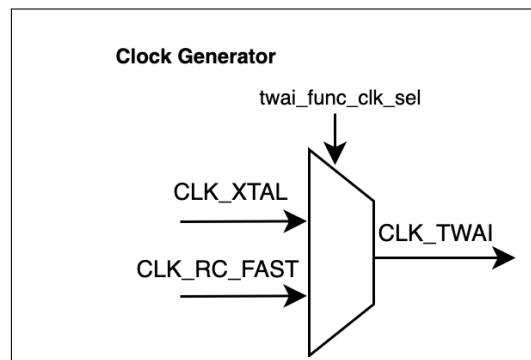 Clock Generator
twai_func_clk_sel
CLK_XTAL
CLK_TWAI
CLK_RC_FAST